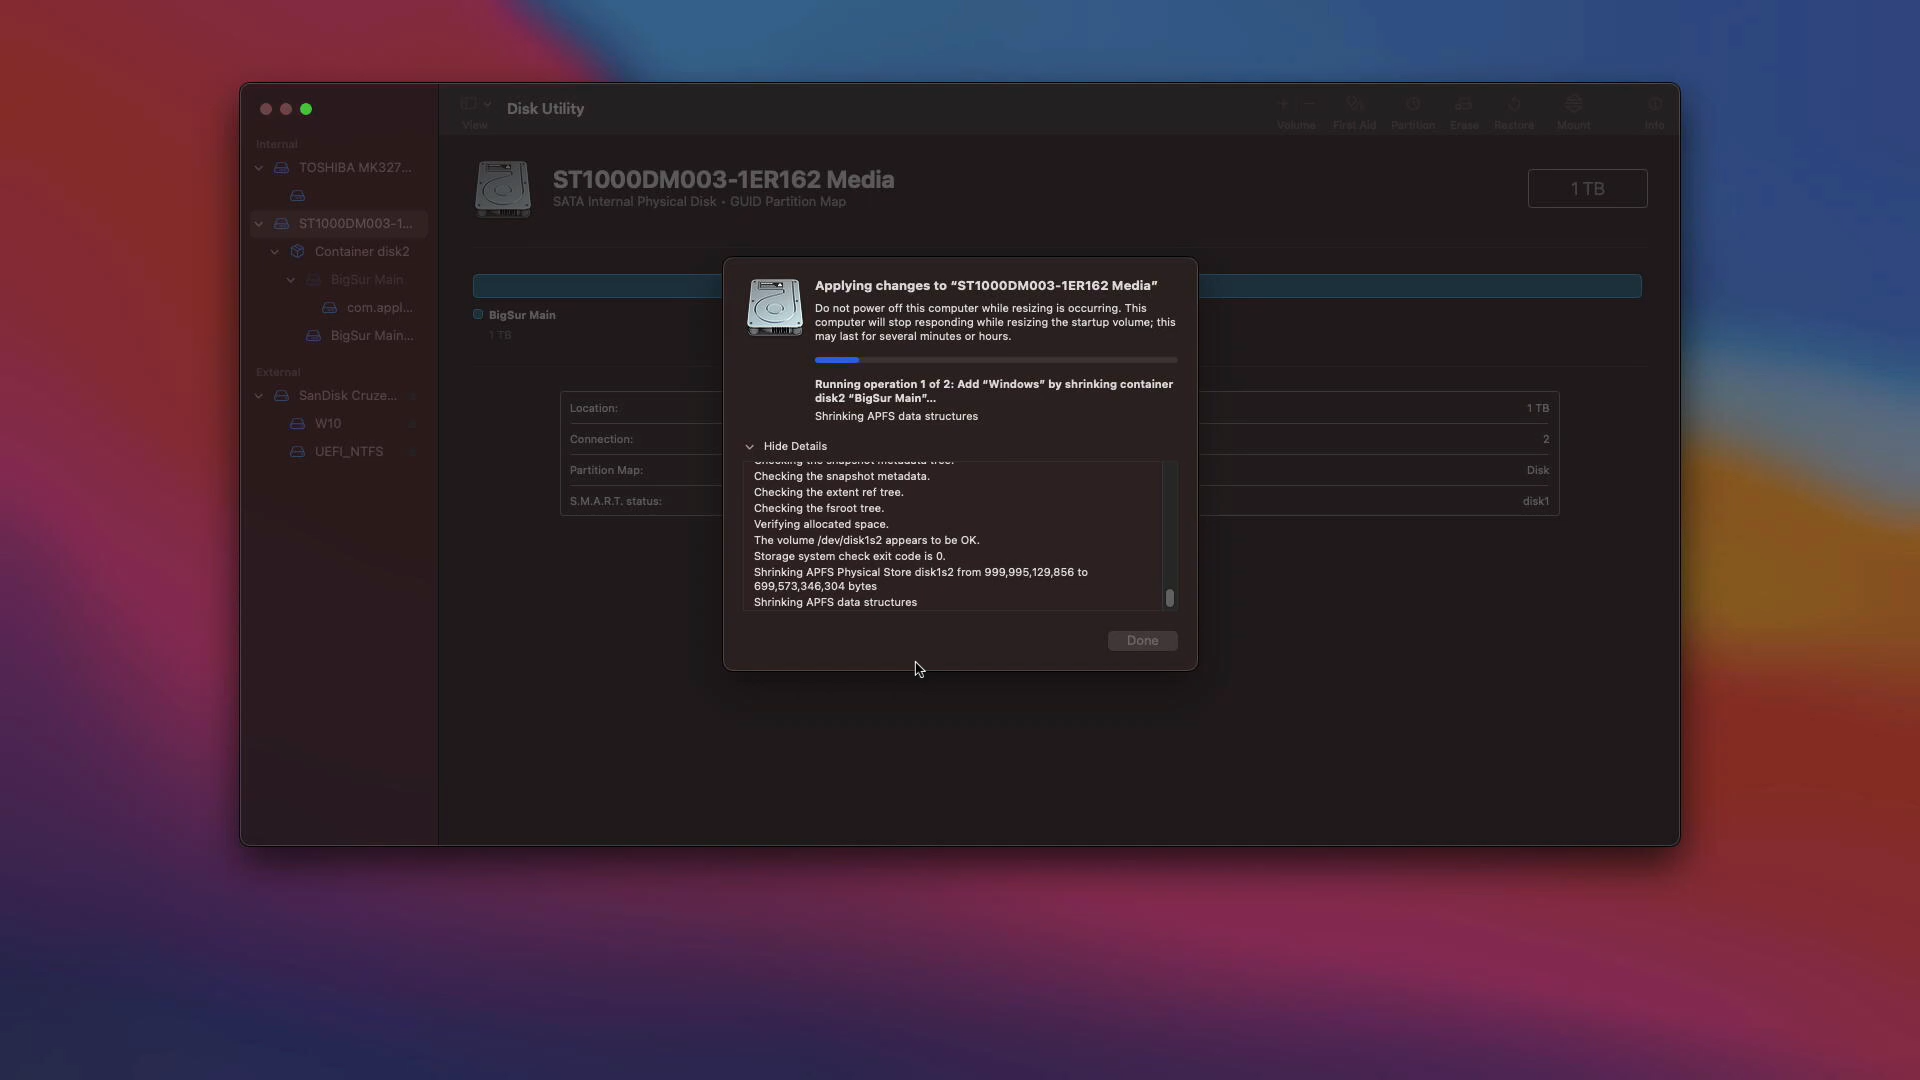 Disk Utility
View
Volume
First Aid
Partition
Erase
Restore
Mount
Info
Internal
TOSHIBA MK327...
ST1000DM003-1...
Container disk2
BigSur Main
com.appl...
BigSur Main...
External
SanDisk Cruze...
W10
UEFI_NTFS
ST1000DM003-1ER162 Media
SATA Internal Physical Disk • GUID Partition Map
1 TB
BigSur Main
1 TB
Location:
1 TB
Connection:
2
Partition Map:
Disk
S.M.A.R.T. status:
disk1
Applying changes to “ST1000DM003-1ER162 Media”
Do not power off this computer while resizing is occurring. This
computer will stop responding while resizing the startup volume; this
may last for several minutes or hours.
Running operation 1 of 2: Add “Windows” by shrinking container
disk2 “BigSur Main”...
Shrinking APFS data structures
Hide Details
Checking the snapshot metadata tree.
Checking the snapshot metadata.
Checking the extent ref tree.
Checking the fsroot tree.
Verifying allocated space.
The volume /dev/disk1s2 appears to be OK.
Storage system check exit code is 0.
Shrinking APFS Physical Store disk1s2 from 999,995,129,856 to
699,573,346,304 bytes
Shrinking APFS data structures
Done